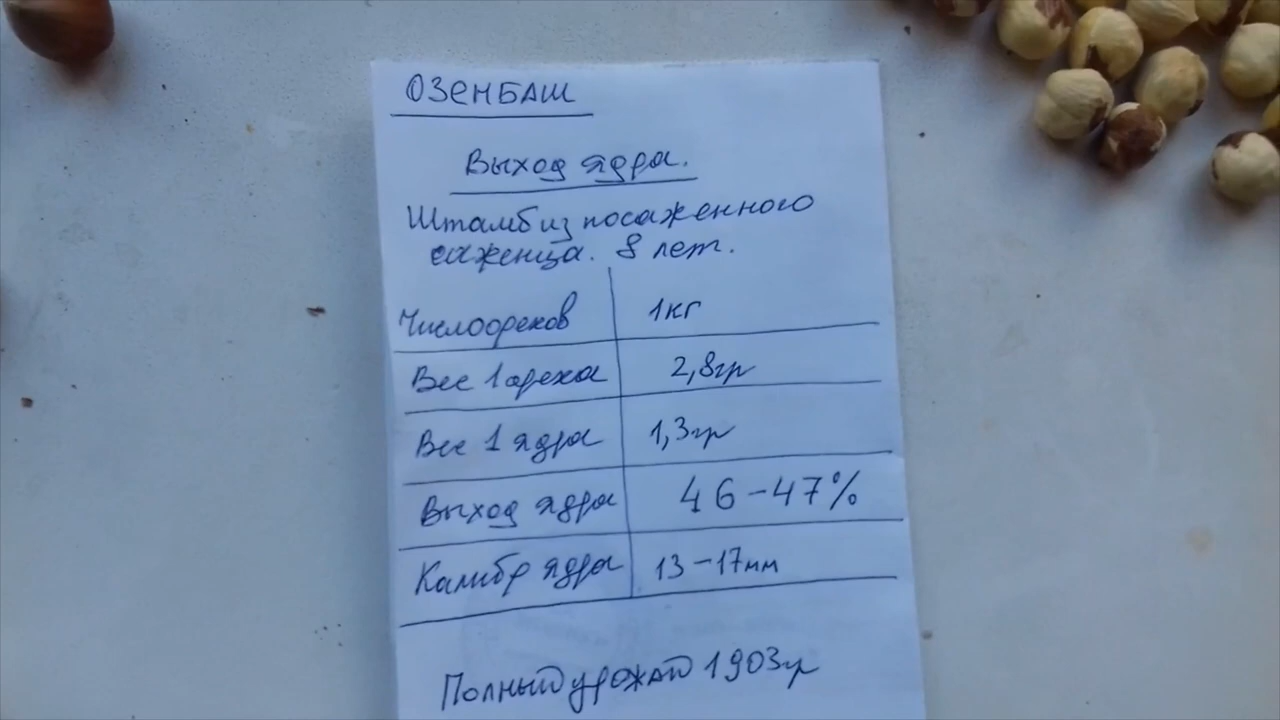 ОЗЕНБАШ
Выход ядра.
Штамб из посаженного
саженца. 8 лет.
Число орехов 1кг
Вес 1 ореха 2,8гр
Вес 1 ядра 1,3гр
Выход ядра 46-47%
Калибр ядра 13-17мм
Полный урожай 1903гр